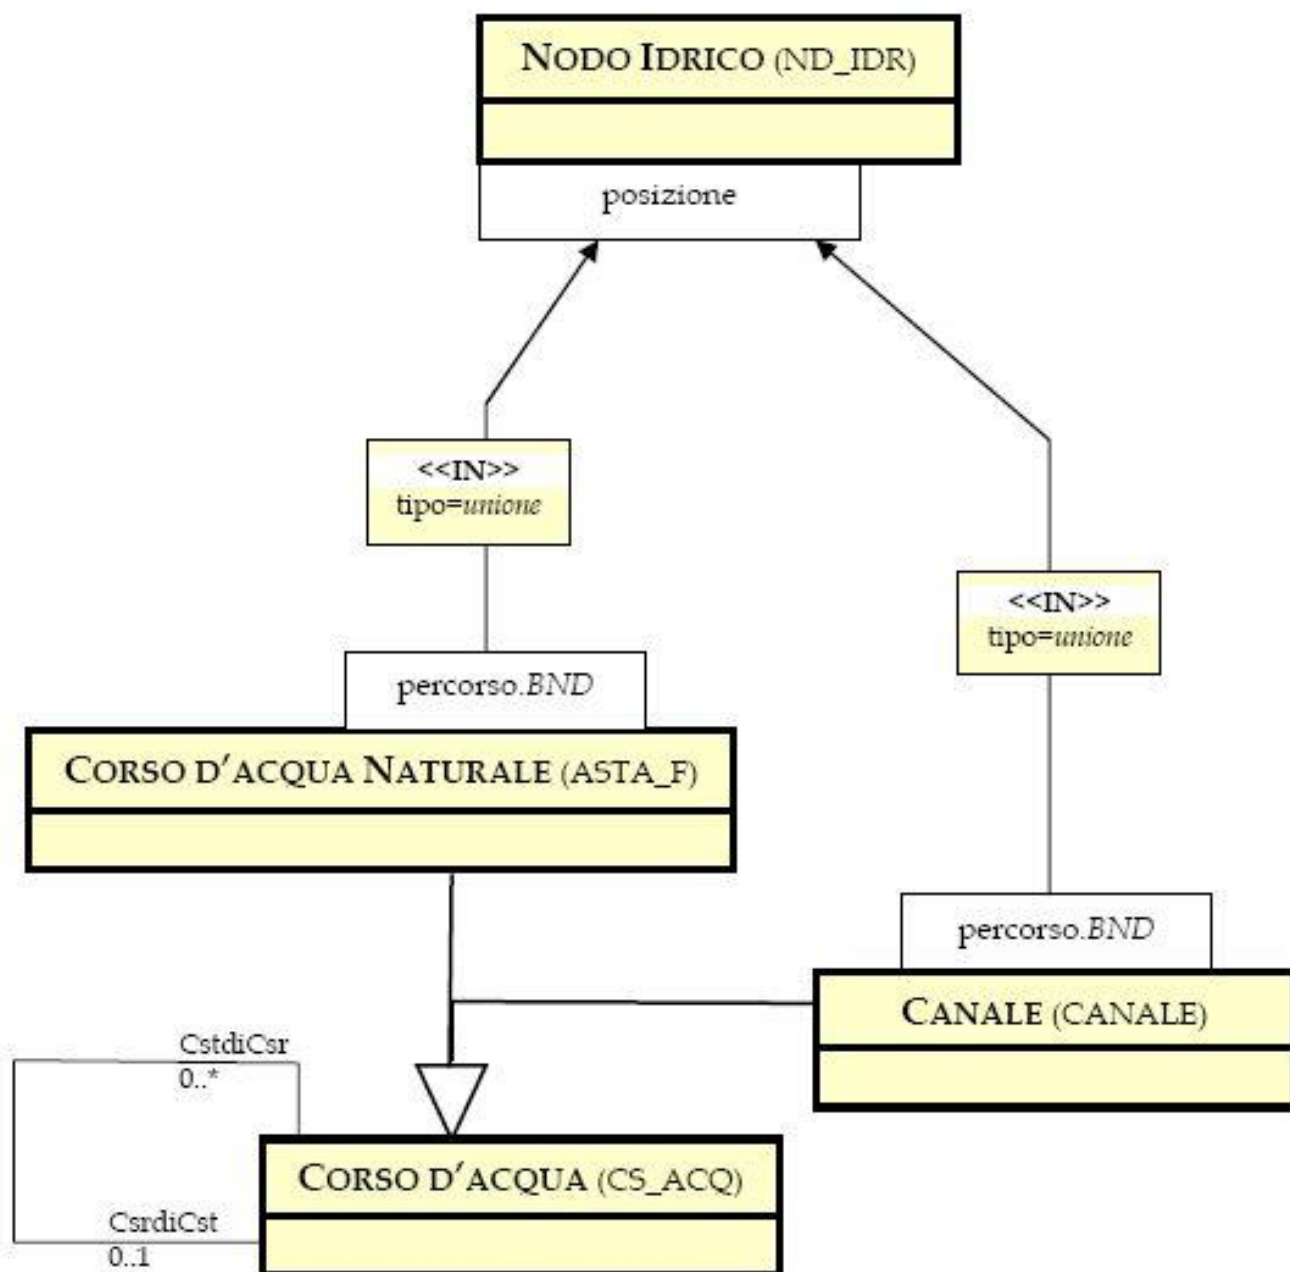 NODO IDRICO (ND_IDR)
posizione
<<IN>>
tipo=unione
<<IN>>
tipo=unione
percorso.BND
CORSO D'ACQUA NATURALE (ASTA_F)
percorso.BND
CANALE (CANALE)
CstdiCsr
0..*
CORSO D'ACQUA (CS_ACQ)
CsrdiCst
0..1